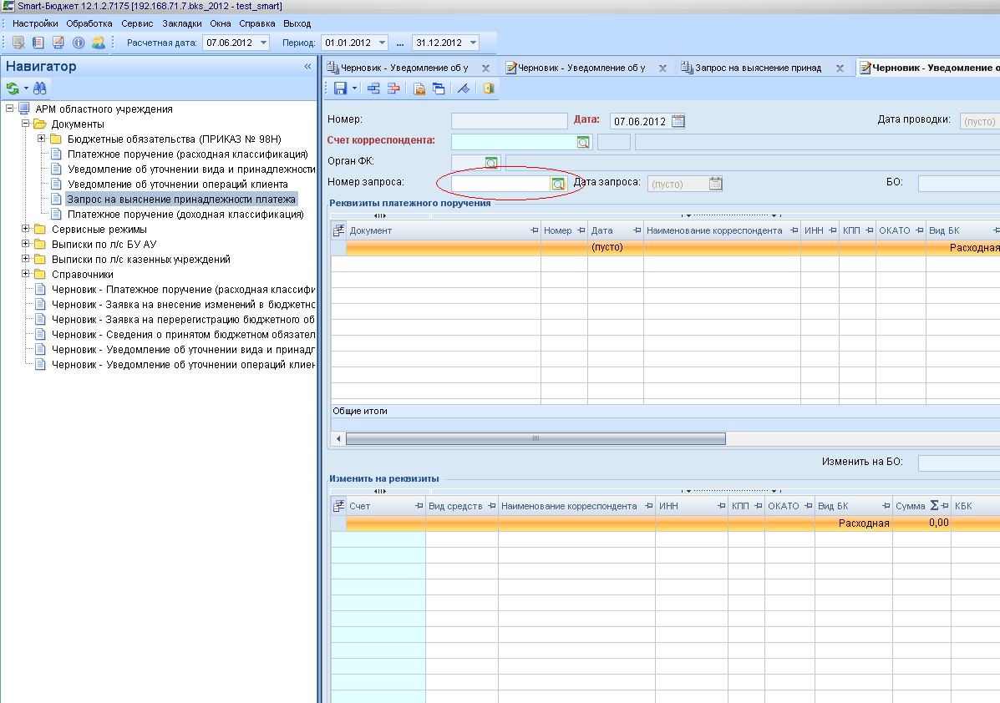 Smart-Бюджет 12.1.2.7175 [192.168.71.7.bks_2012 - test_smart]
Настройки Обработка Сервис Закладки Окна Справка Выход
Расчетная дата: 07.06.2012 Период: 01.01.2012 ... 31.12.2012
Навигатор «
АРМ областного учреждения
Документы
Бюджетные обязательства (ПРИКАЗ № 98Н)
Платежное поручение (расходная классификация)
Уведомление об уточнении вида и принадлежности
Уведомление об уточнении операций клиента
Запрос на выяснение принадлежности платежа
Платежное поручение (доходная классификация)
Сервисные режимы
Выписки по л/с БУ АУ
Выписки по л/с казенных учреждений
Справочники
Черновик - Платежное поручение (расходная классифи
Черновик - Заявка на внесение изменений в бюджетно
Черновик - Заявка на перерегистрацию бюджетного об
Черновик - Сведения о принятом бюджетном обязател
Черновик - Уведомление об уточнении вида и принадл
Черновик - Уведомление об уточнении операций клиен
Черновик - Уведомление об у Черновик - Уведомление об у Запрос на выяснение принад Черновик - Уведомление о
Номер: Дата: 07.06.2012 Дата проводки: (пусто)
Счет корреспондента:
Орган ФК:
Номер запроса: Дата запроса: (пусто) БО:
Реквизиты платежного поручения
Документ Номер Дата Наименование корреспондента ИНН КПП ОКАТО Вид БК
(пусто) Расходная
Общие итоги
Изменить на БО:
Изменить на реквизиты
Счет Вид средств Наименование корреспондента ИНН КПП ОКАТО Вид БК Сумма Σ КБК
Расходная 0,00